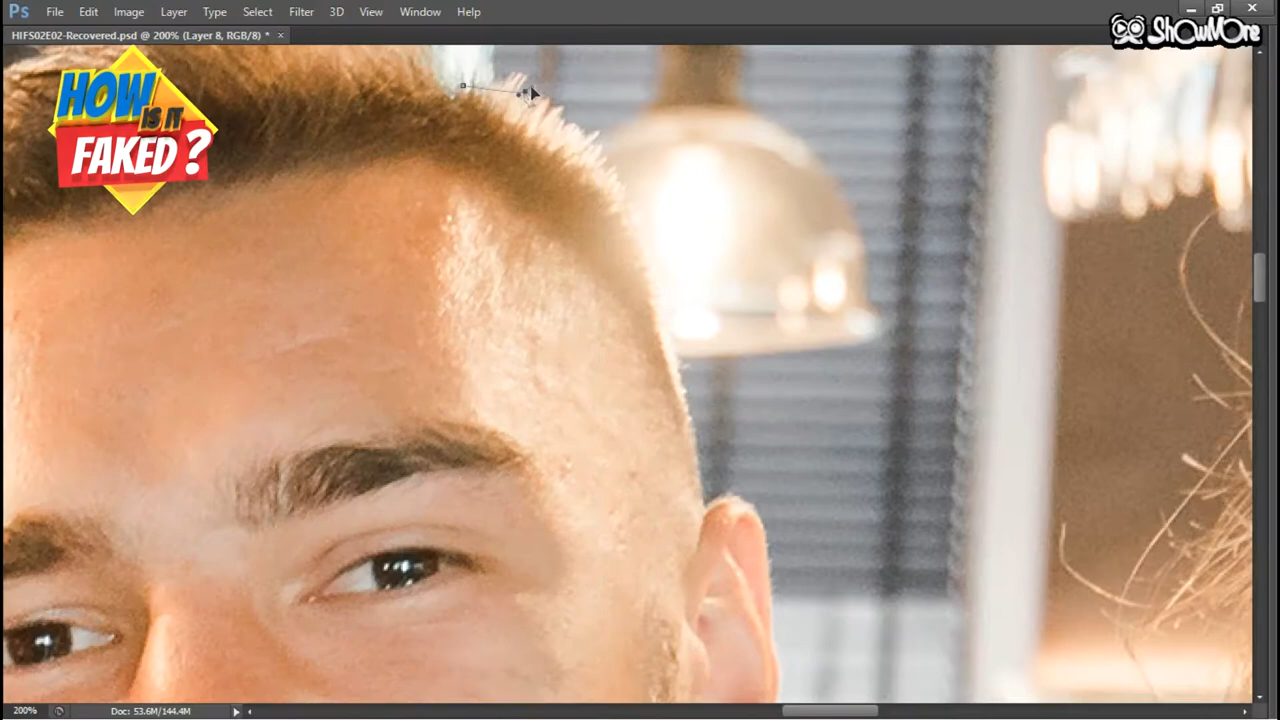 Ps File Edit Image Layer Type Select Filter 3D View Window Help
HIFS02E02-Recovered.psd @ 200% (Layer 8, RGB/8) * ×
ShowMore
HOW
IS IT
FAKED?
200% Doc: 53.6M/144.4M